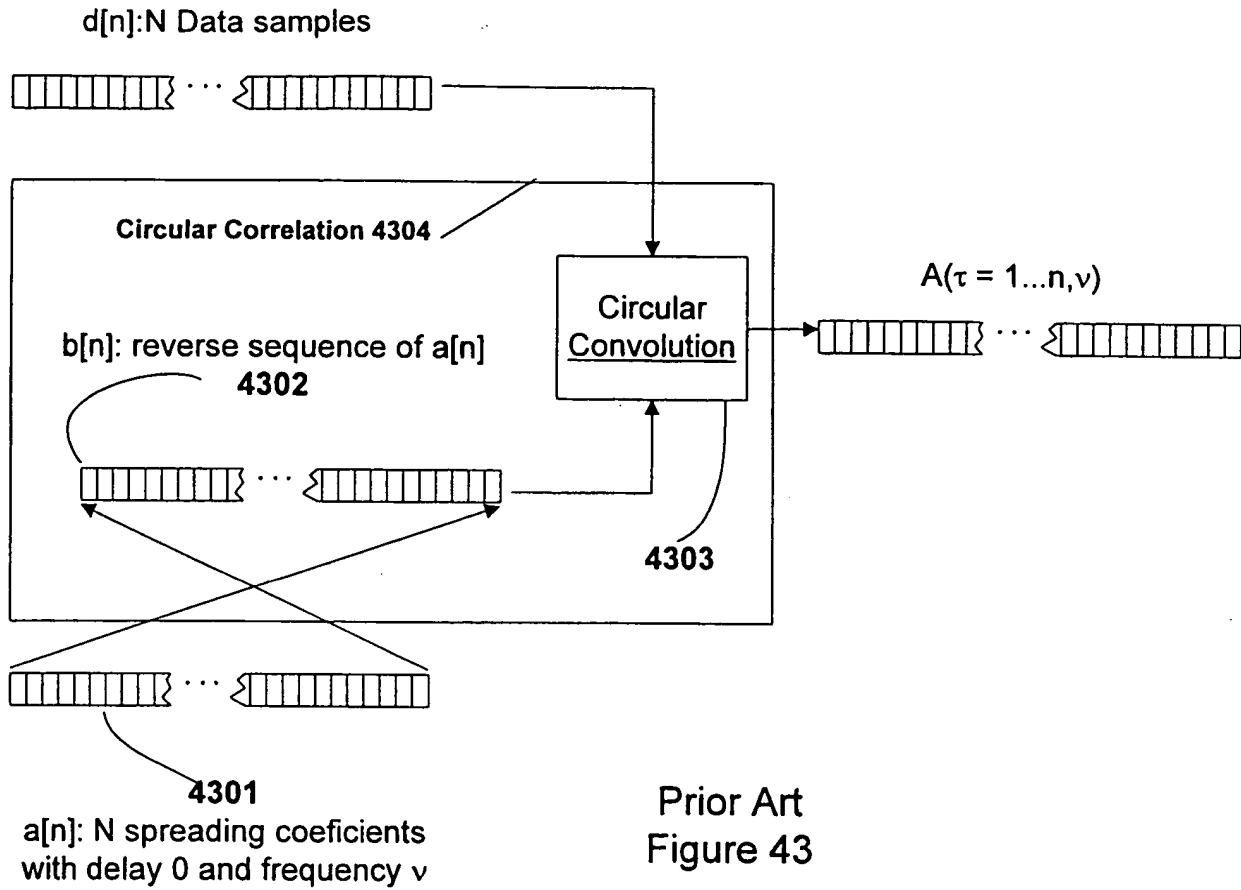 d[n]:N Data samples
Circular Correlation 4304
A(τ = 1...n,ν)
Circular
Convolution
b[n]: reverse sequence of a[n]
4302
4303
4301
a[n]: N spreading coeficients
with delay 0 and frequency ν
Prior Art
Figure 43